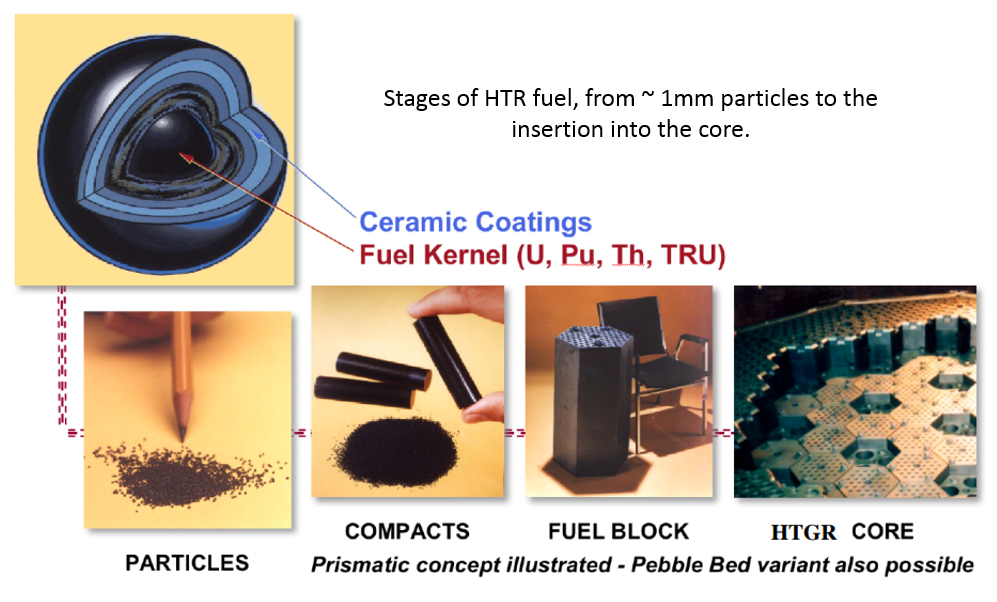 Stages of HTR fuel, from ~ 1mm particles to the
insertion into the core.
Ceramic Coatings
Fuel Kernel (U, Pu, Th, TRU)
PARTICLES
COMPACTS
FUEL BLOCK
HTGR CORE
Prismatic concept illustrated - Pebble Bed variant also possible